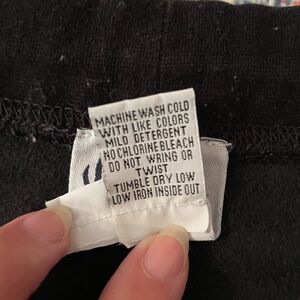 MACHINE WASH COLD
WITH LIKE COLORS
MILD DETERGENT
NO CHLORINE BLEACH
DO NOT WRING OR
TWIST
TUMBLE DRY LOW
LOW IRON INSIDE OUT